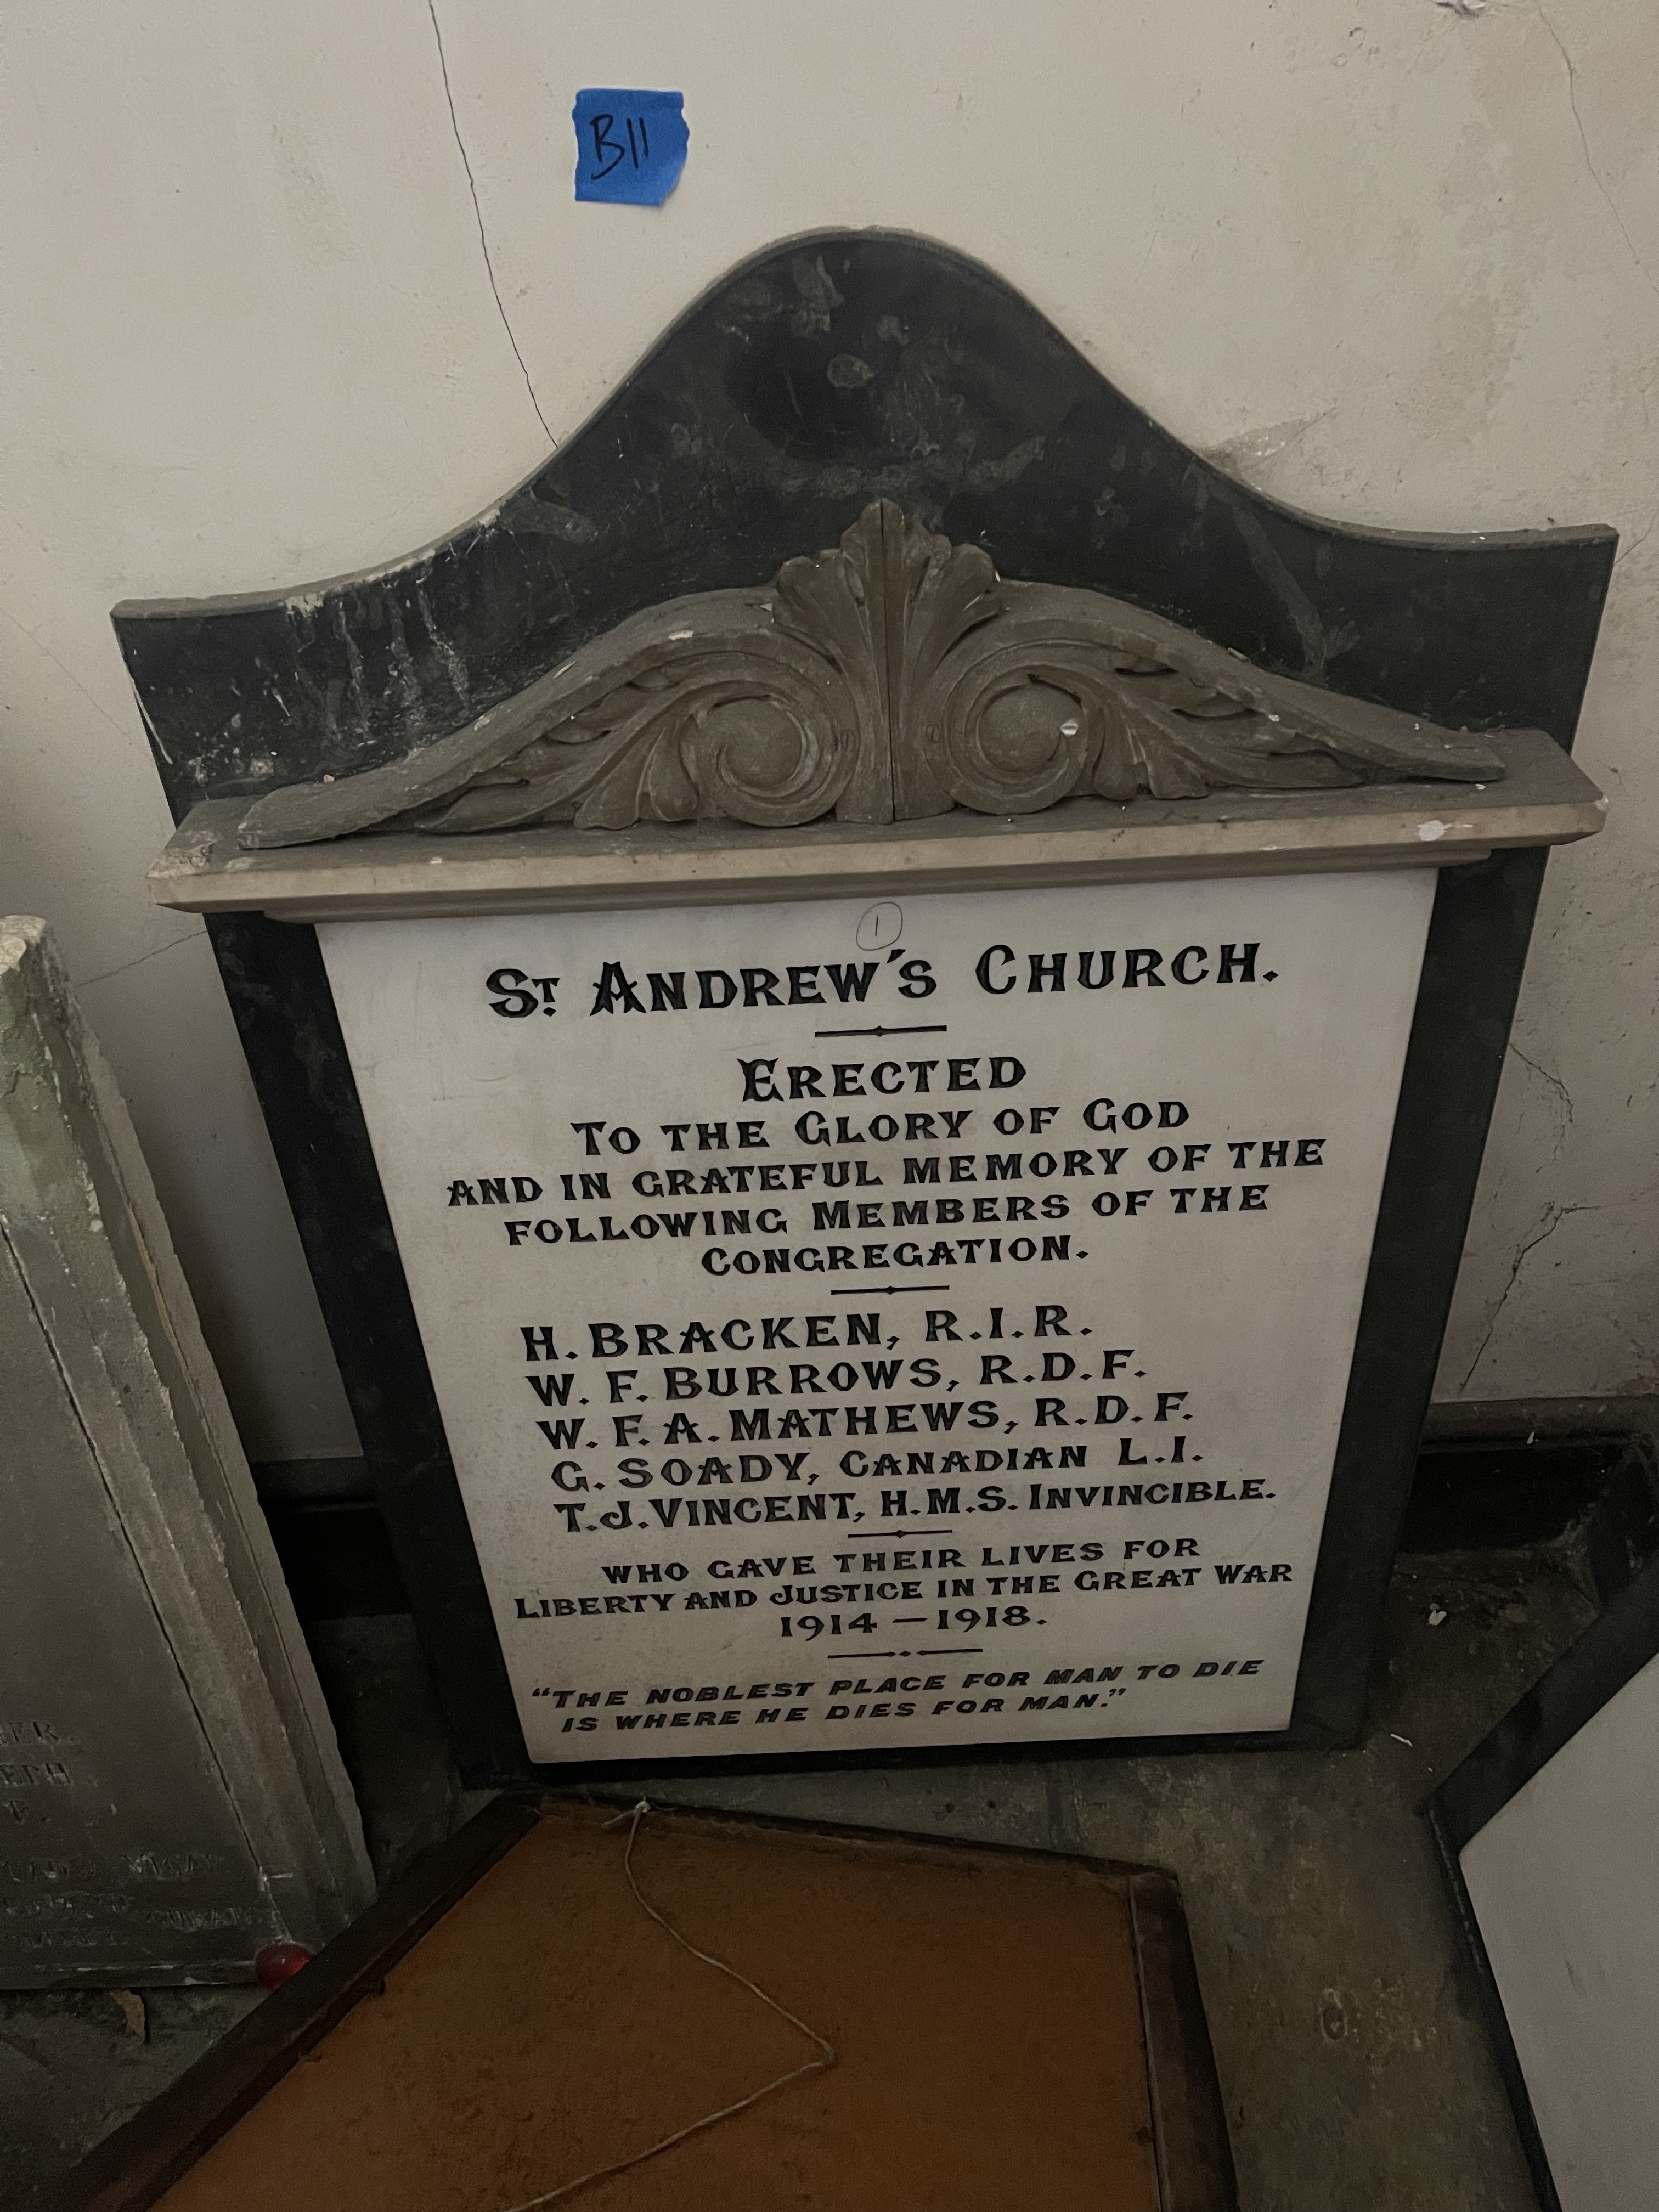 B11
1
ST. ANDREW'S CHURCH.
ERECTED
TO THE GLORY OF GOD
AND IN GRATEFUL MEMORY OF THE
FOLLOWING MEMBERS OF THE
CONGREGATION.
H. BRACKEN, R.I.R.
W. F. BURROWS, R.D.F.
W. F. A. MATHEWS, R.D.F.
G. SOADY, CANADIAN L.I.
T.J. VINCENT, H.M.S. INVINCIBLE.
WHO GAVE THEIR LIVES FOR
LIBERTY AND JUSTICE IN THE GREAT WAR
1914 — 1918.
"THE NOBLEST PLACE FOR MAN TO DIE
IS WHERE HE DIES FOR MAN."